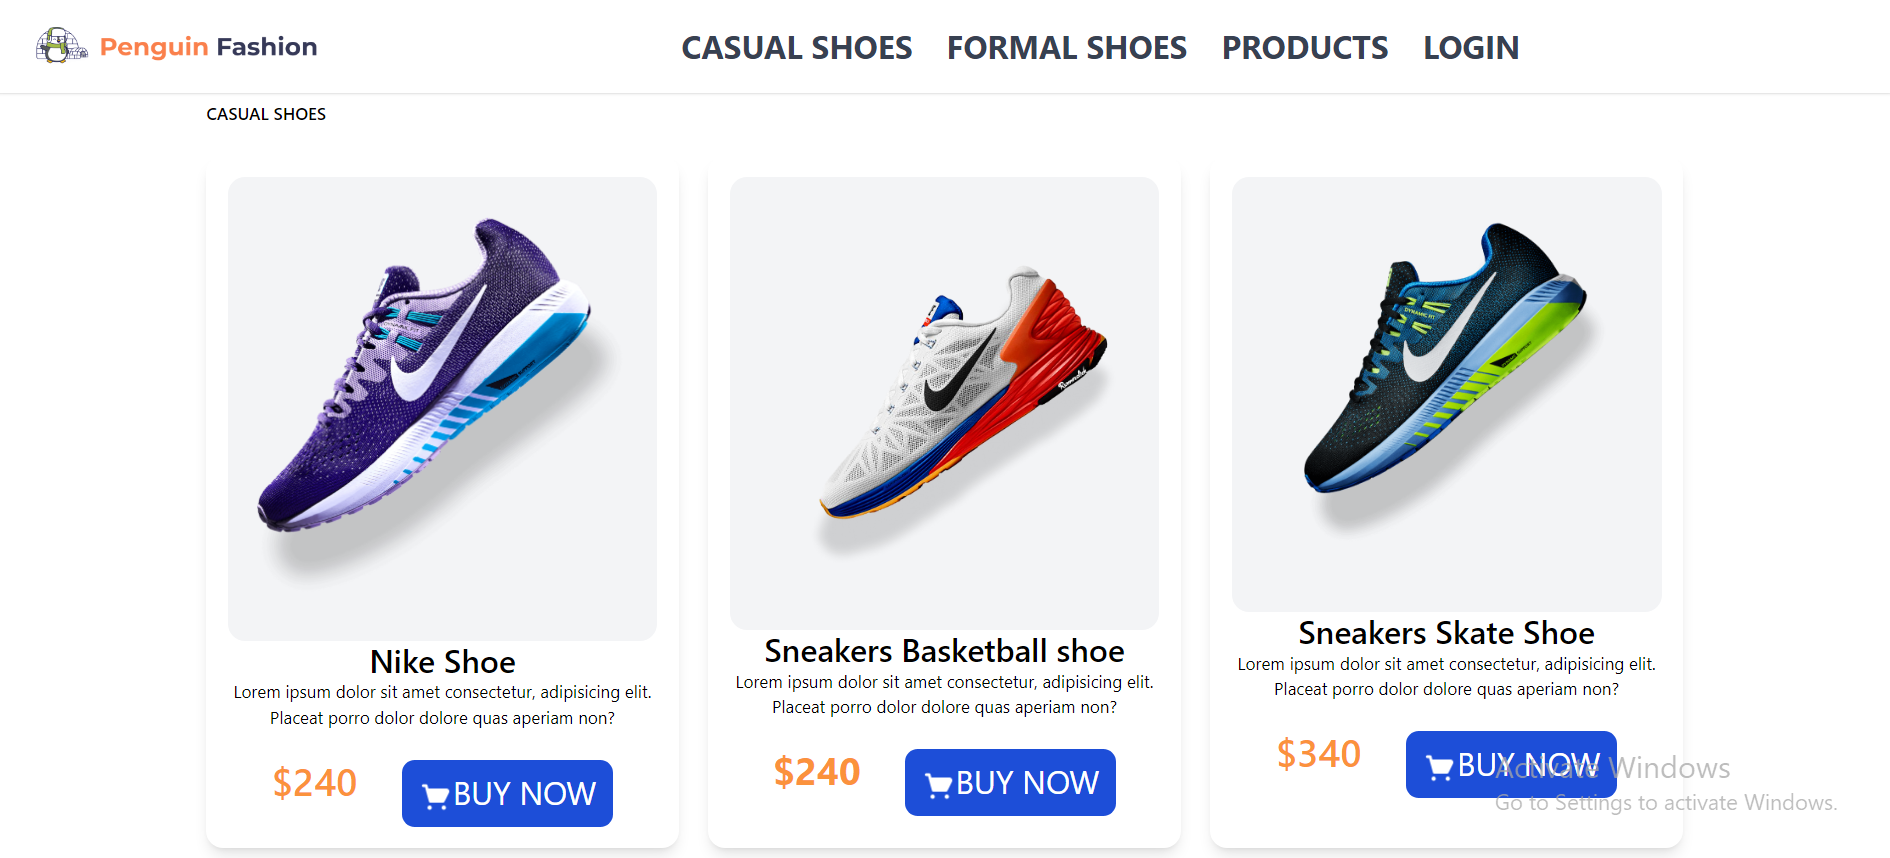 Penguin Fashion
CASUAL SHOES FORMAL SHOES PRODUCTS LOGIN
CASUAL SHOES
Nike Shoe
Lorem ipsum dolor sit amet consectetur, adipisicing elit.
Placeat porro dolor dolore quas aperiam non?
$240
BUY NOW
Sneakers Basketball shoe
Lorem ipsum dolor sit amet consectetur, adipisicing elit.
Placeat porro dolor dolore quas aperiam non?
$240
BUY NOW
DYNAMIC FIT
Sneakers Skate Shoe
Lorem ipsum dolor sit amet consectetur, adipisicing elit.
Placeat porro dolor dolore quas aperiam non?
$340
BUY NOW
Activate Windows
Go to Settings to activate Windows.